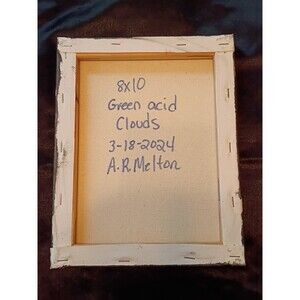 8x10
Green acid
Clouds
3-18-2024
A.R.Melton